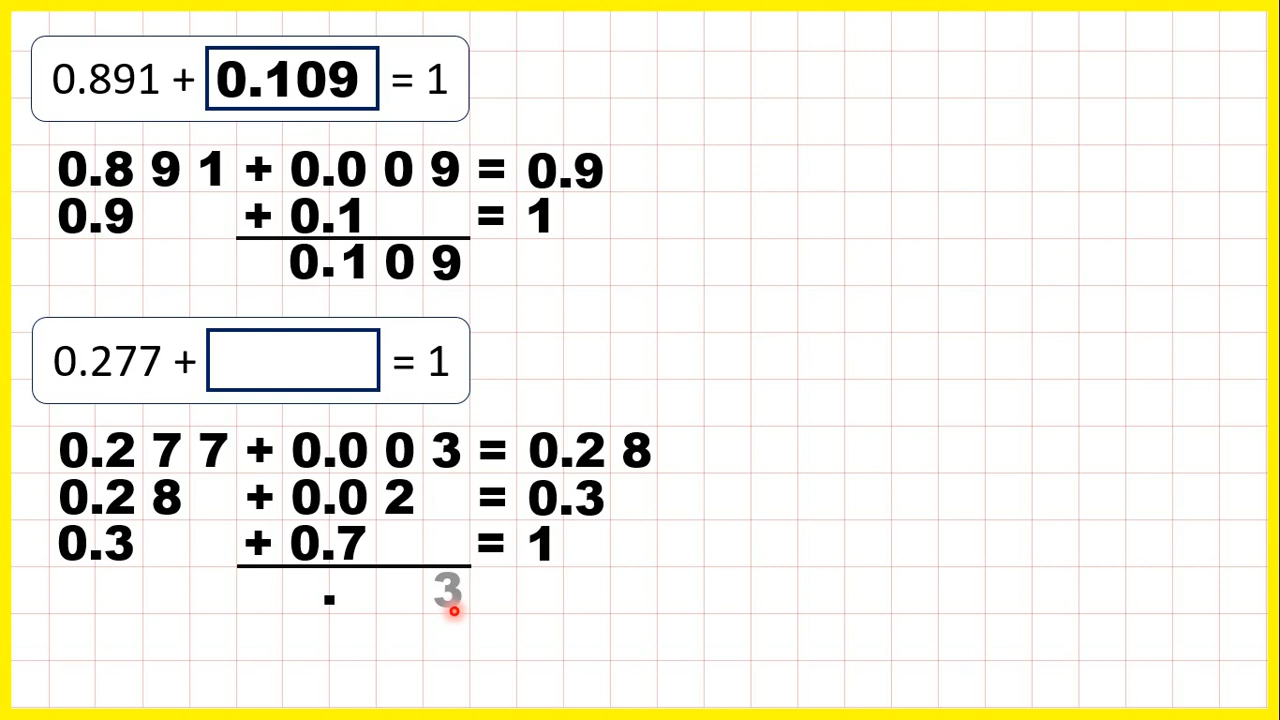 0.891 + 0.109 = 1
0.8 9 1 + 0.0 0 9 = 0.9
0.9 + 0.1 = 1
0.1 0 9
0.277 + = 1
0.2 7 7 + 0.0 0 3 = 0.2 8
0.2 8 + 0.0 2 = 0.3
0.3 + 0.7 = 1
. 3